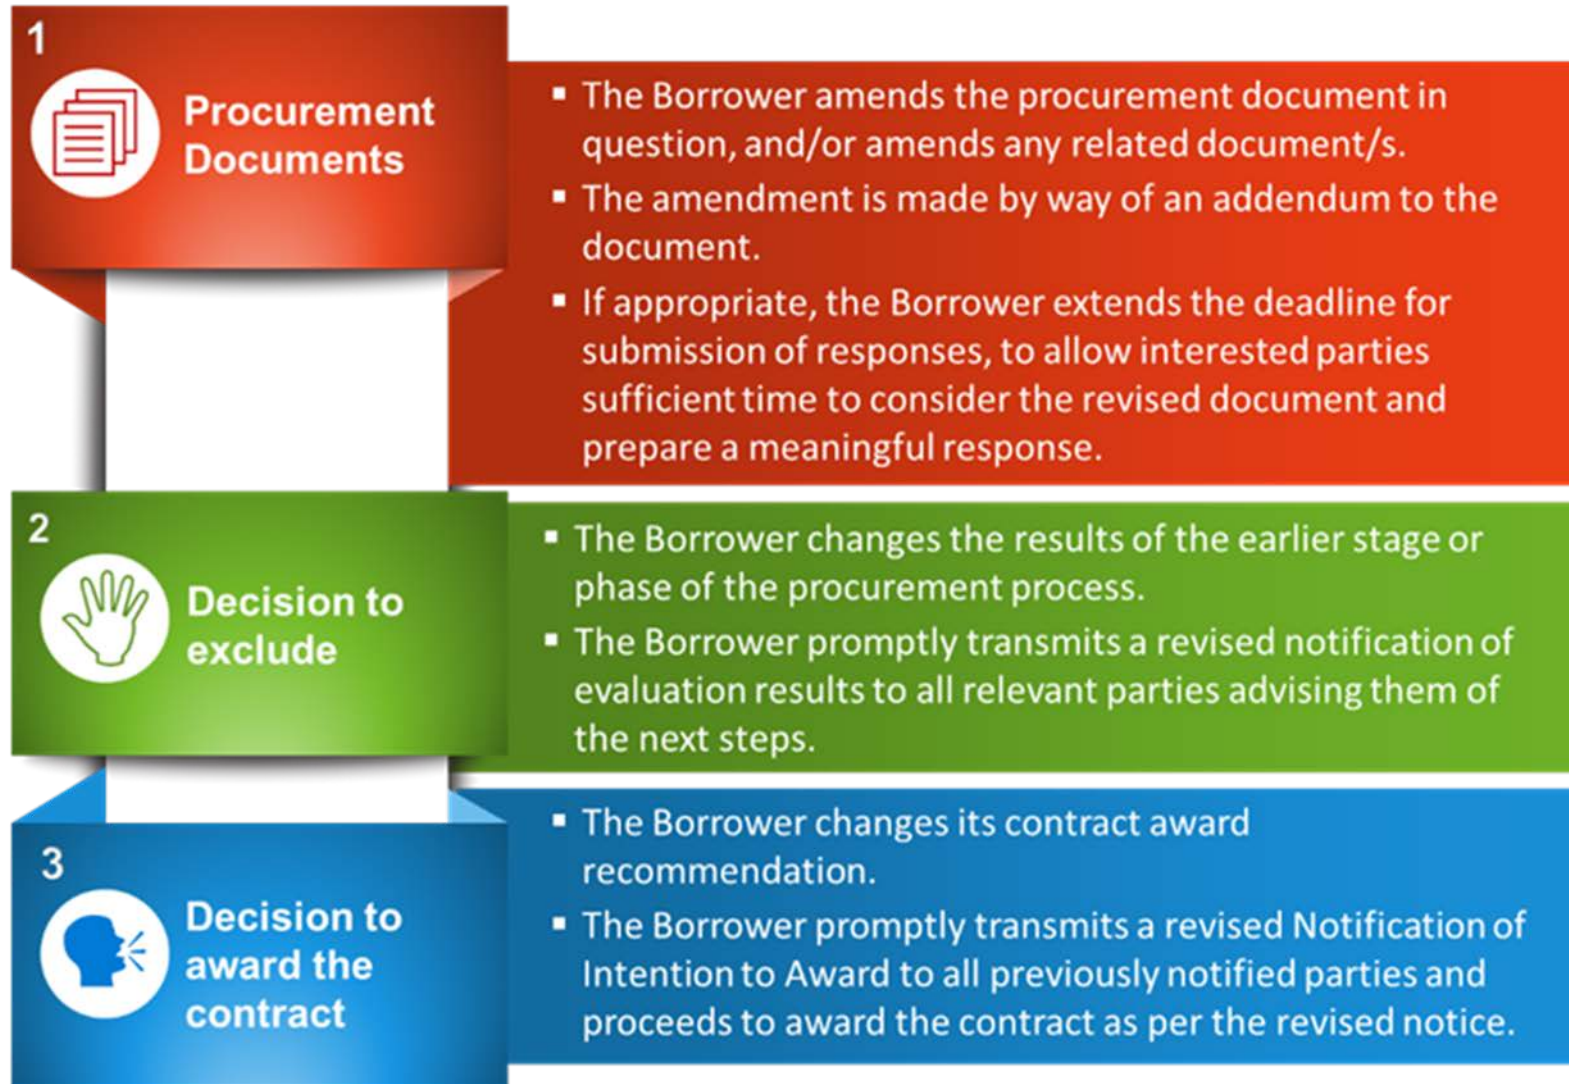 1
Procurement
Documents
▪ The Borrower amends the procurement document in
question, and/or amends any related document/s.
▪ The amendment is made by way of an addendum to the
document.
▪ If appropriate, the Borrower extends the deadline for
submission of responses, to allow interested parties
sufficient time to consider the revised document and
prepare a meaningful response.
2
Decision to
exclude
▪ The Borrower changes the results of the earlier stage or
phase of the procurement process.
▪ The Borrower promptly transmits a revised notification of
evaluation results to all relevant parties advising them of
the next steps.
3
Decision to
award the
contract
▪ The Borrower changes its contract award
recommendation.
▪ The Borrower promptly transmits a revised Notification of
Intention to Award to all previously notified parties and
proceeds to award the contract as per the revised notice.